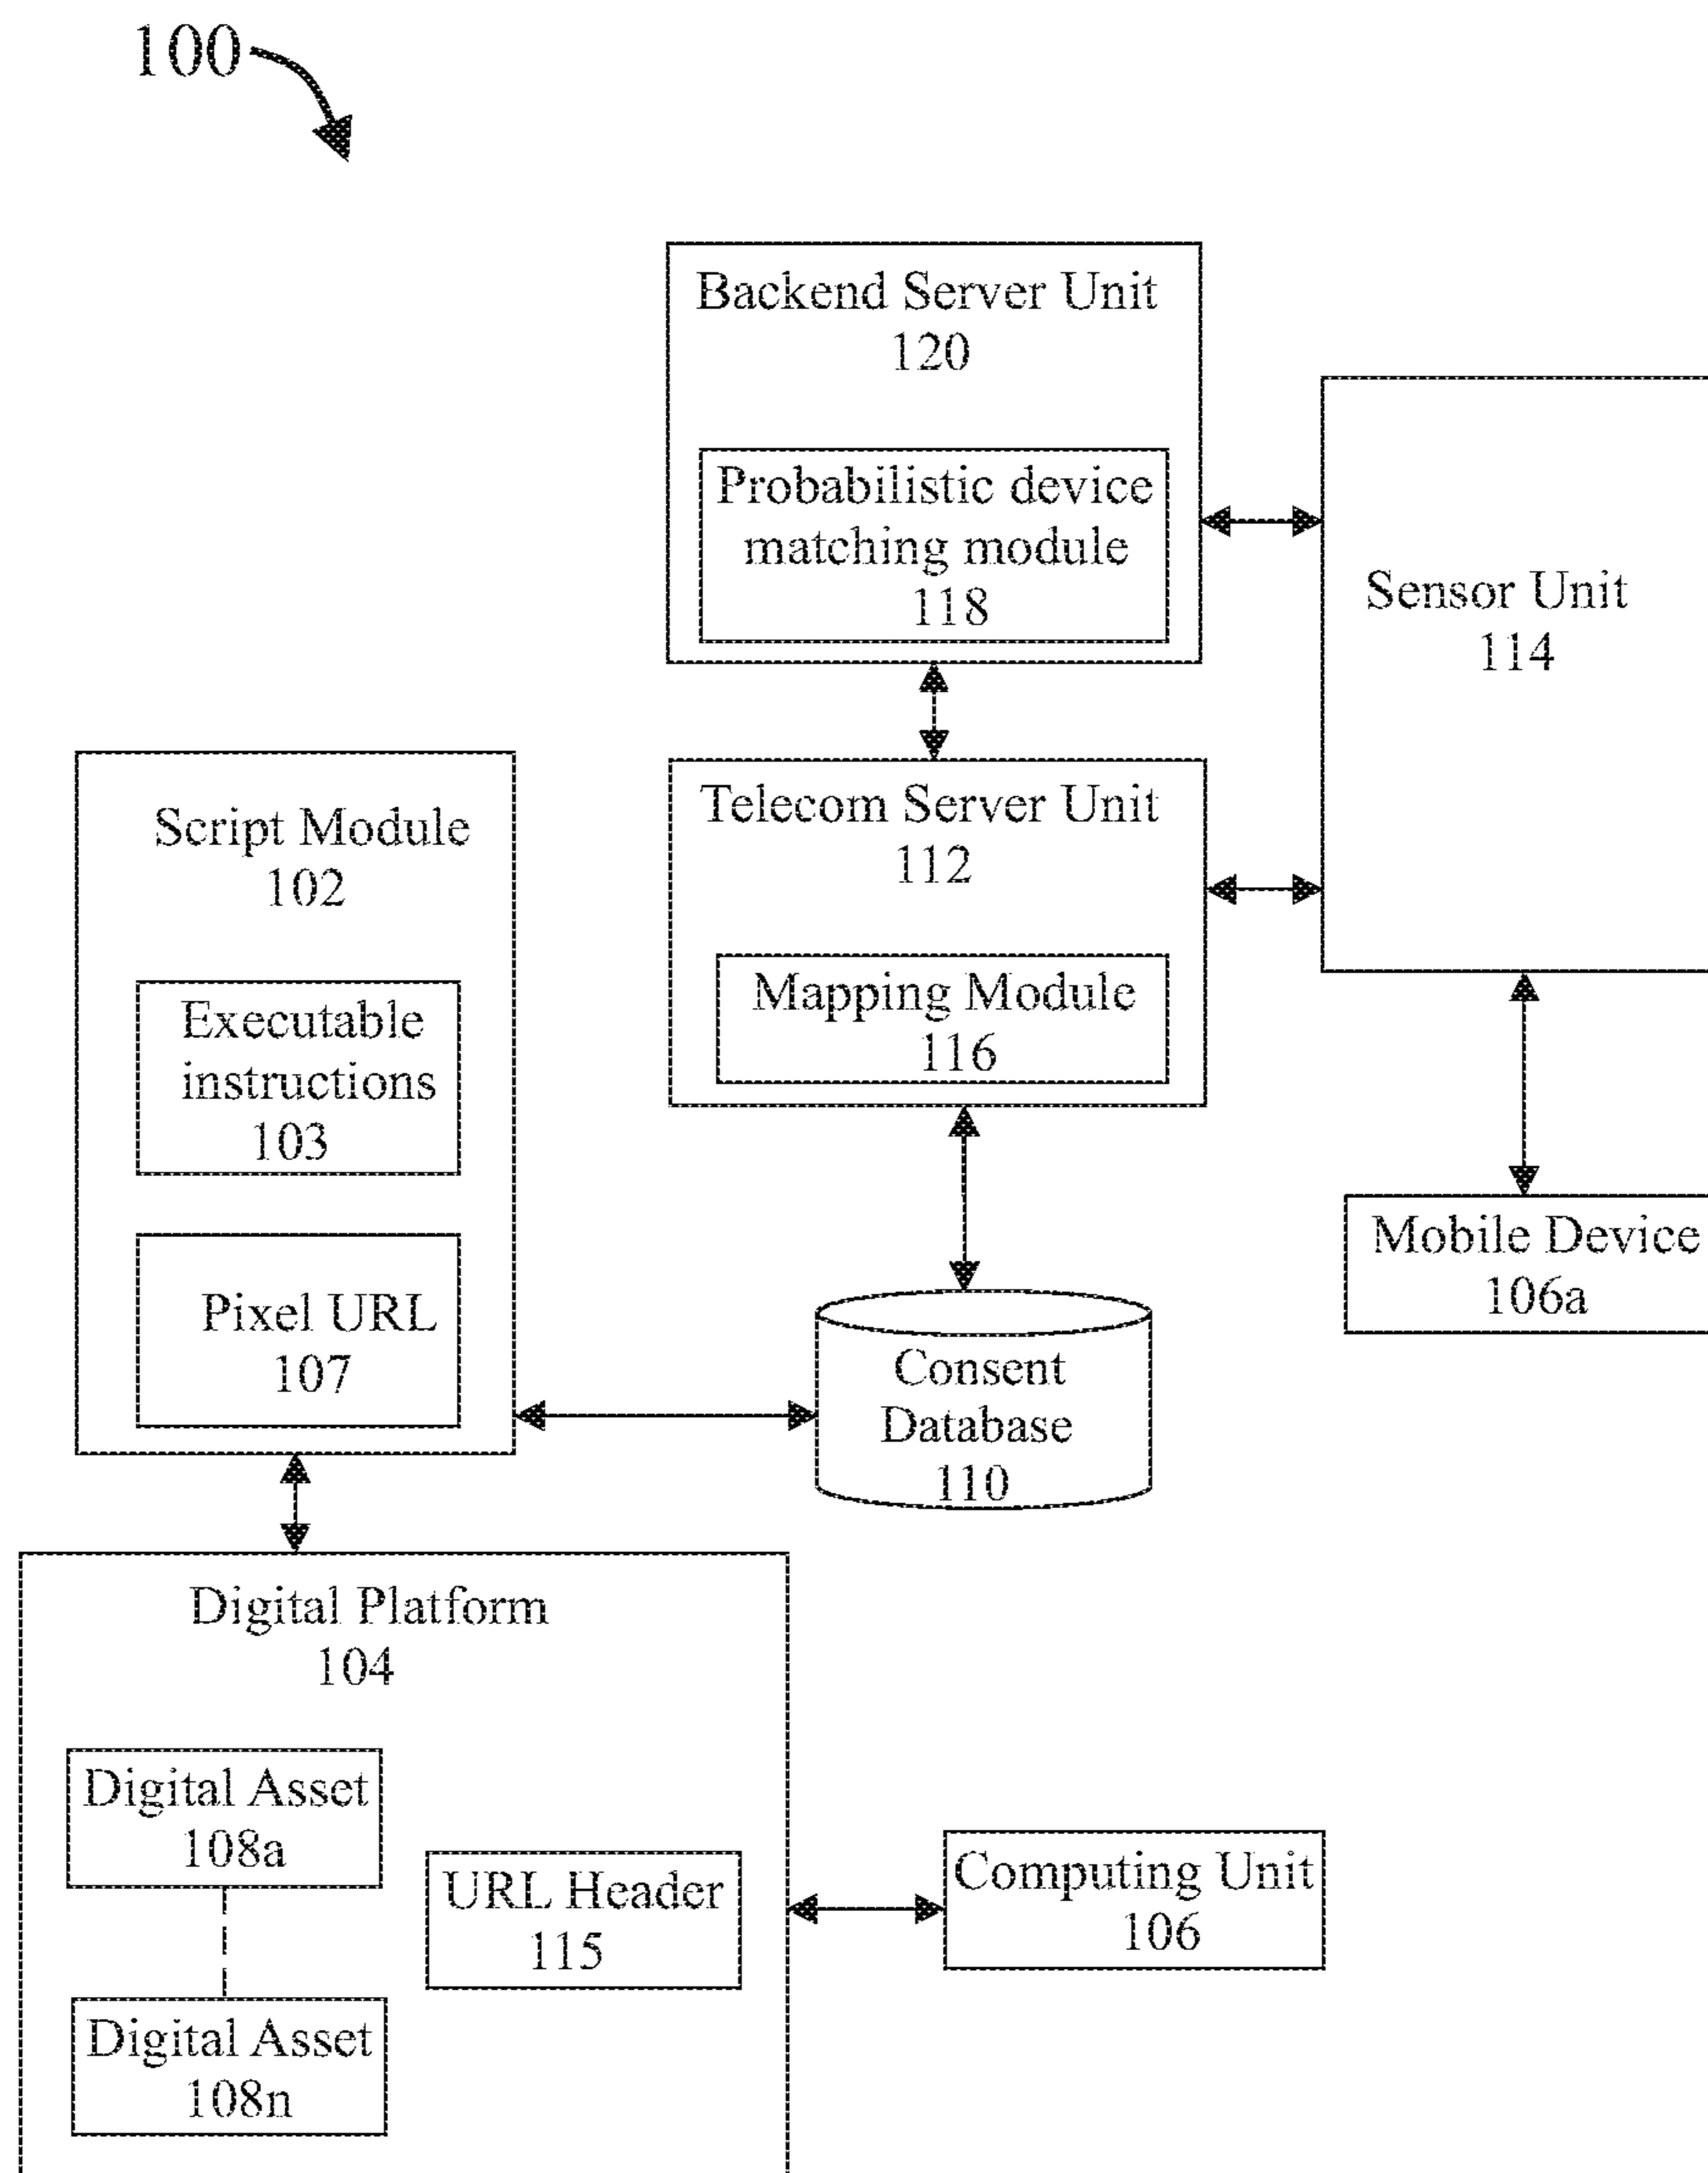 100
Backend Server Unit
120
Probabilistic device
matching module
118
Sensor Unit
114
Script Module
102
Executable
instructions
103
Pixel URL
107
Telecom Server Unit
112
Mapping Module
116
Mobile Device
106a
Consent
Database
110
Digital Platform
104
Digital Asset
108a
URL Header
115
Digital Asset
108n
Computing Unit
106